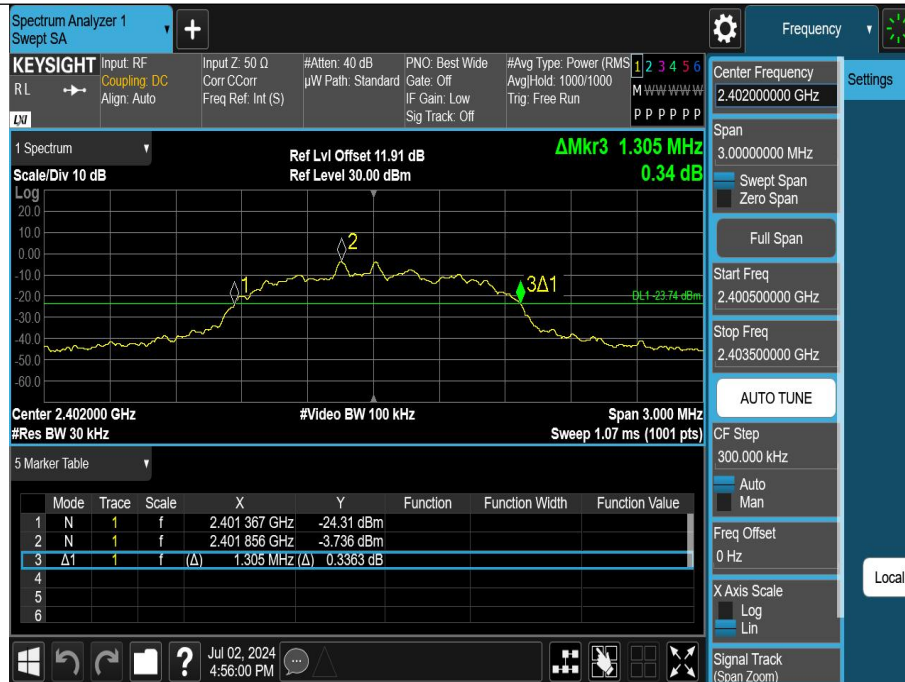 Spectrum Analyzer 1
Swept SA
Frequency
KEYSIGHT
RL
LXI
Input: RF
Coupling: DC
Align: Auto
Input Z: 50 Ω
Corr CCorr
Freq Ref: Int (S)
#Atten: 40 dB
µW Path: Standard
PNO: Best Wide
Gate: Off
IF Gain: Low
Sig Track: Off
#Avg Type: Power (RMS
Avg|Hold: 1000/1000
Trig: Free Run
1 2 3 4 5 6
M W W W W W
P P P P P P
1 Spectrum
Scale/Div 10 dB
Ref Lvl Offset 11.91 dB
Ref Level 30.00 dBm
ΔMkr3 1.305 MHz
0.34 dB
Log
20.0
10.0
0.00
-10.0
-20.0
-30.0
-40.0
-50.0
-60.0
1
2
3Δ1
DL1 -23.74 dBm
Center 2.402000 GHz
#Video BW 100 kHz
Span 3.000 MHz
#Res BW 30 kHz
Sweep 1.07 ms (1001 pts)
5 Marker Table
Mode Trace Scale X Y Function Function Width Function Value
1 N 1 f 2.401 367 GHz -24.31 dBm
2 N 1 f 2.401 856 GHz -3.736 dBm
3 Δ1 1 f (Δ) 1.305 MHz (Δ) 0.3363 dB
4
5
6
Jul 02, 2024
4:56:00 PM
Center Frequency
2.402000000 GHz
Settings
Span
3.00000000 MHz
Swept Span
Zero Span
Full Span
Start Freq
2.400500000 GHz
Stop Freq
2.403500000 GHz
AUTO TUNE
CF Step
300.000 kHz
Auto
Man
Freq Offset
0 Hz
Local
X Axis Scale
Log
Lin
Signal Track
(Span Zoom)